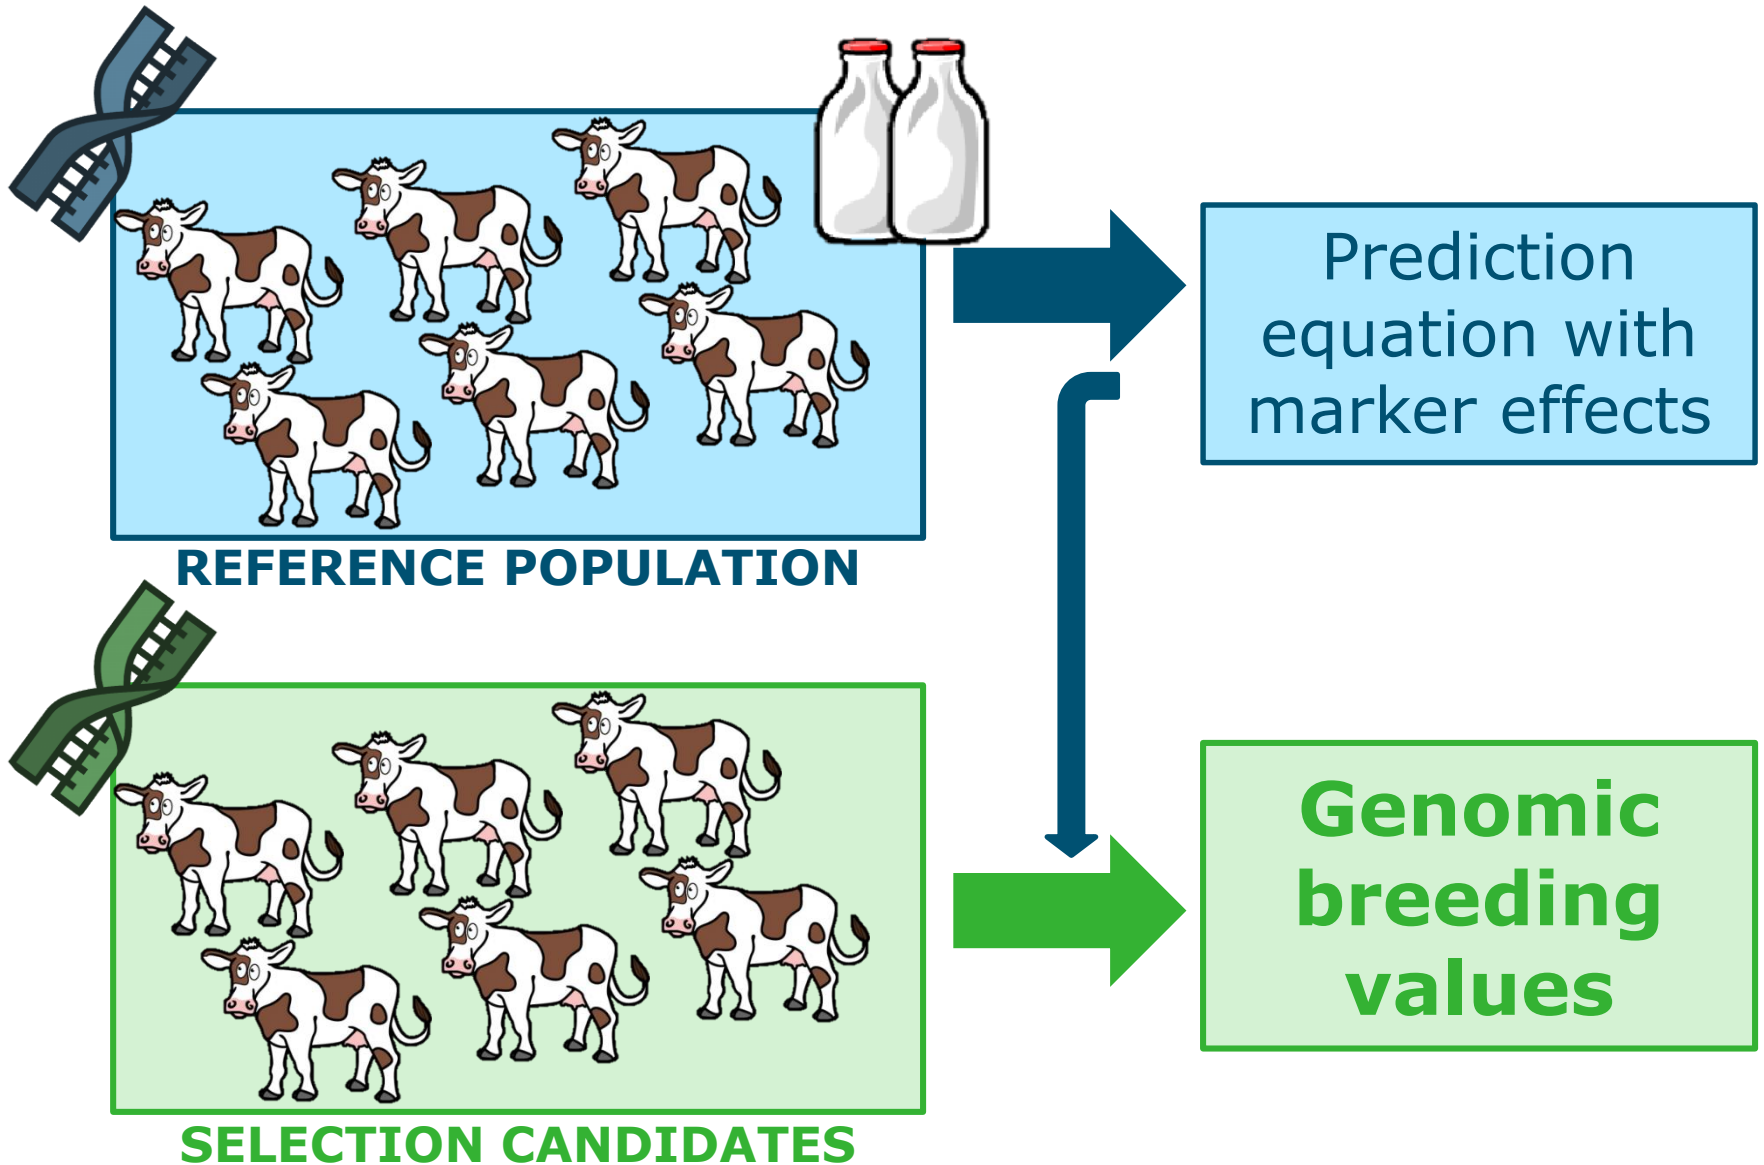 Prediction
equation with
marker effects
REFERENCE POPULATION
Genomic
breeding
values
SELECTION CANDIDATES